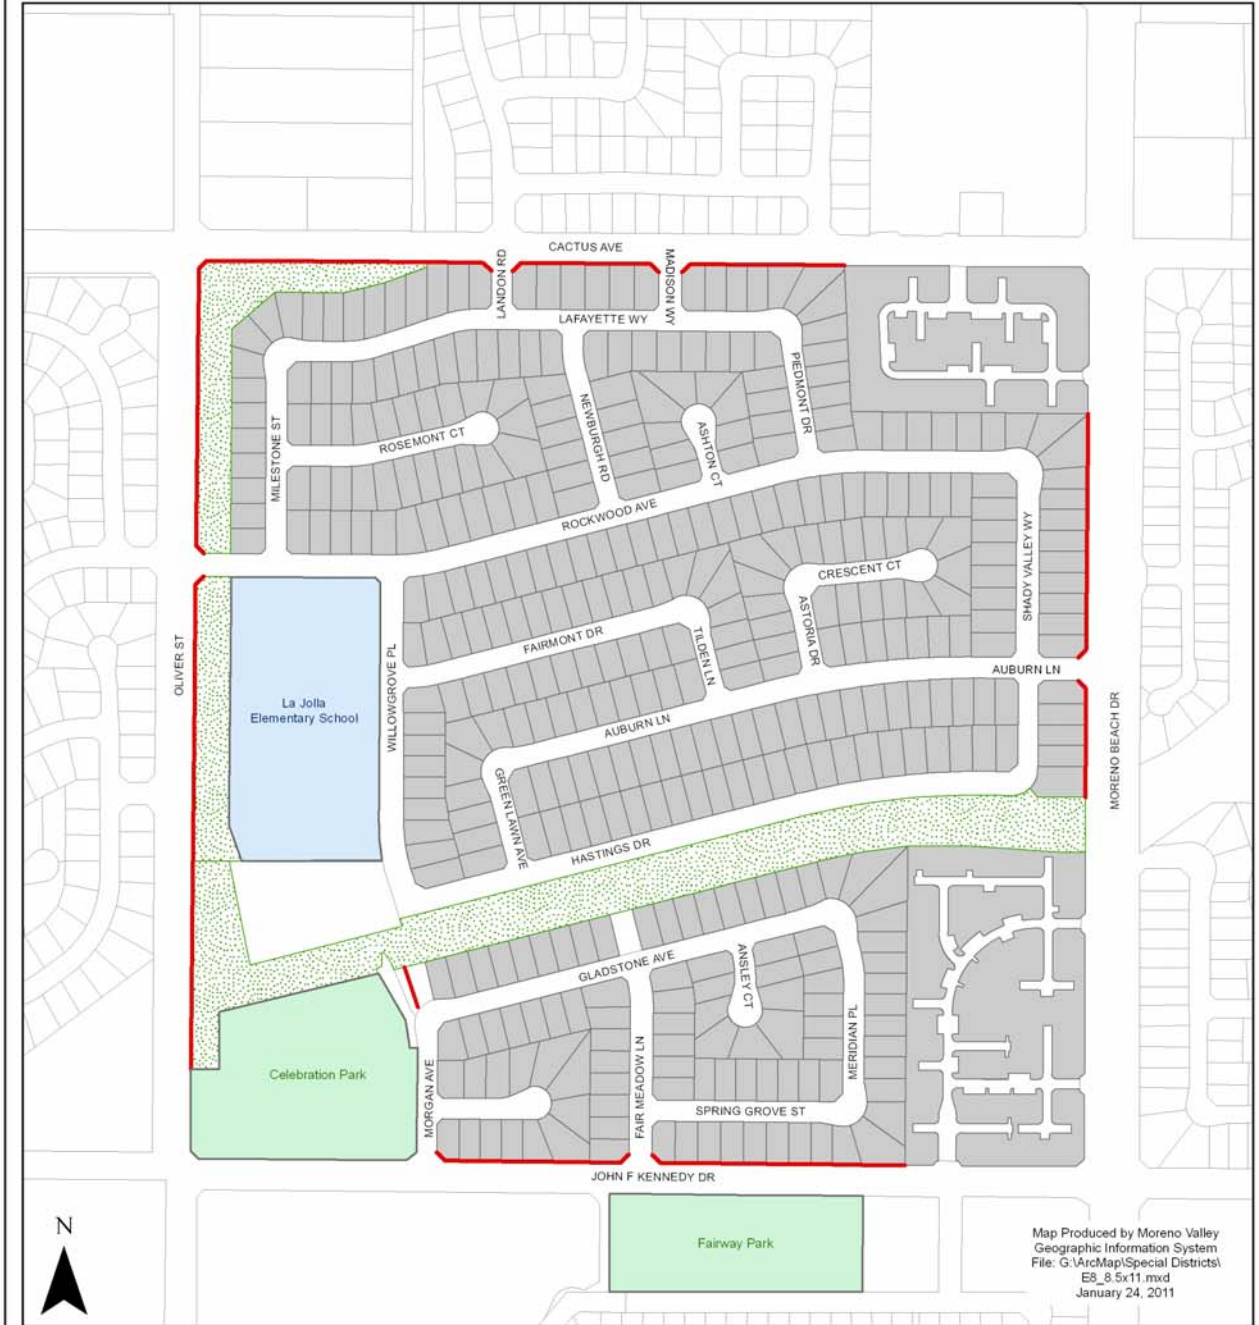 CACTUS AVE
LANDON RD
MADISON WY
LAFAYETTE WY
PIEDMONT DR
NEWBURGH RD
MILESTONE ST
ROSEMONT CT
ASHTON CT
ROCKWOOD AVE
SHADY VALLEY WY
CRESCENT CT
ASTORIA DR
FAIRMONT DR
TILDEN LN
OLIVER ST
WILLOWGROVE PL
AUBURN LN
La Jolla
Elementary School
AUBURN LN
MORENO BEACH DR
GREEN LAWN AVE
HASTINGS DR
GLADSTONE AVE
ANSLEY CT
MERIDIAN PL
Celebration Park
MORGAN AVE
FAIR MEADOW LN
SPRING GROVE ST
JOHN F KENNEDY DR
N
Fairway Park
Map Produced by Moreno Valley
Geographic Information System
File: G:\ArcMap\Special Districts\
E8_8.5x11.mxd
January 24, 2011